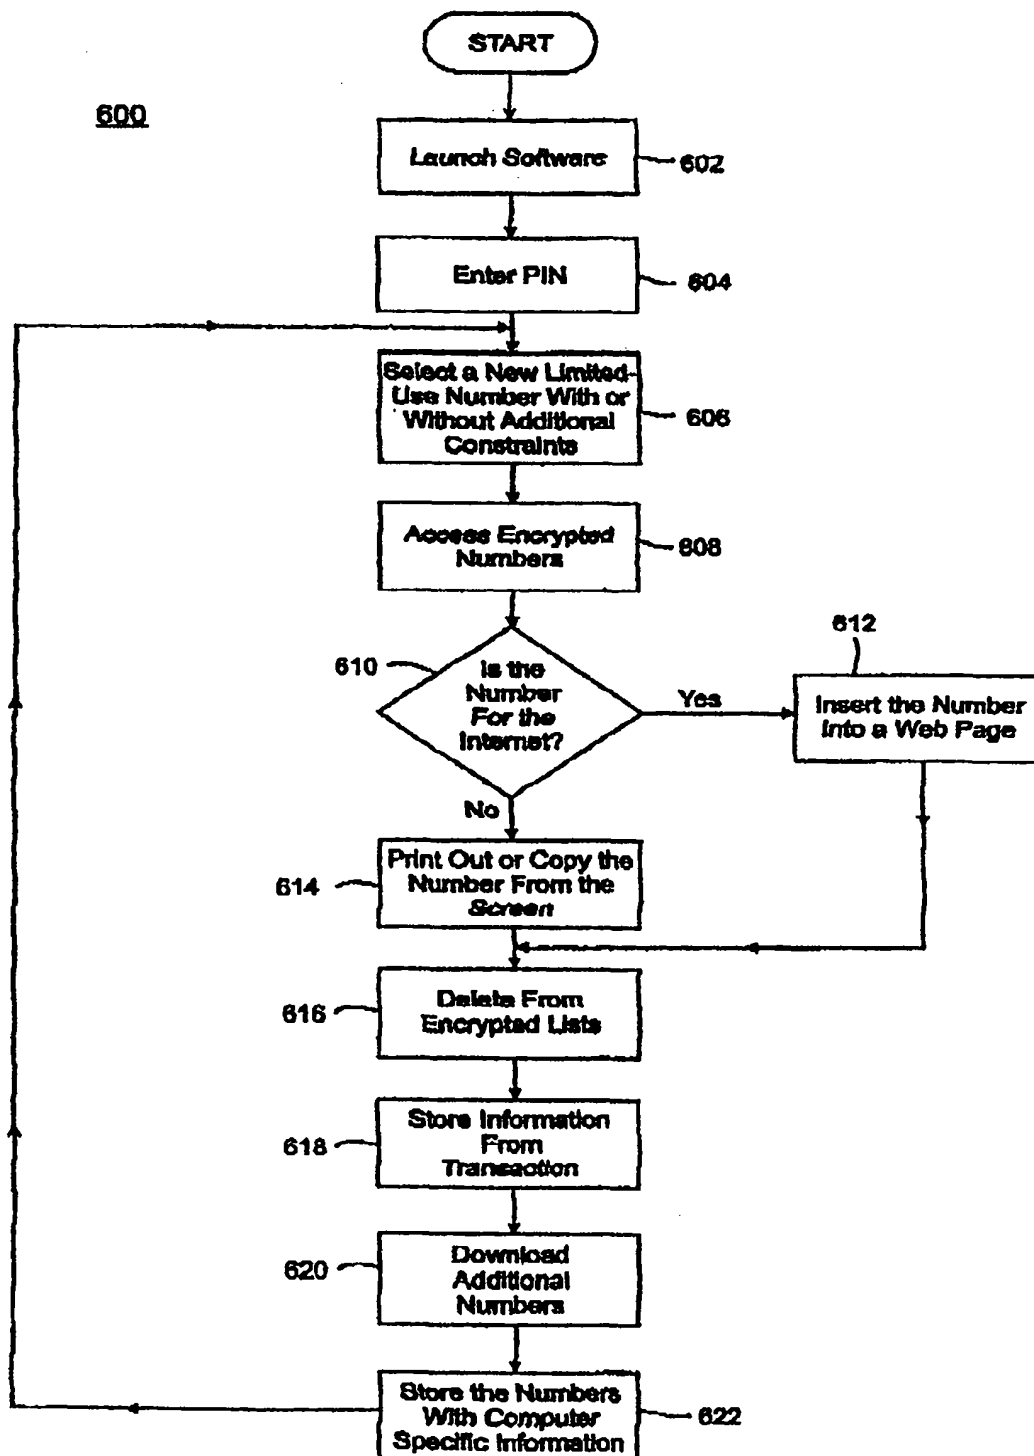 START
600
Launch Software
602
Enter PIN
604
Select a New Limited-
Use Number With or
Without Additional
Constraints
606
Access Encrypted
Numbers
608
610
Is the
Number
For the
Internet?
Yes
612
Insert the Number
into a Web Page
No
614
Print Out or Copy the
Number From the
Screen
616
Delete From
Encrypted Lists
618
Store Information
From
Transaction
620
Download
Additional
Numbers
Store the Numbers
With Computer
Specific Information
622